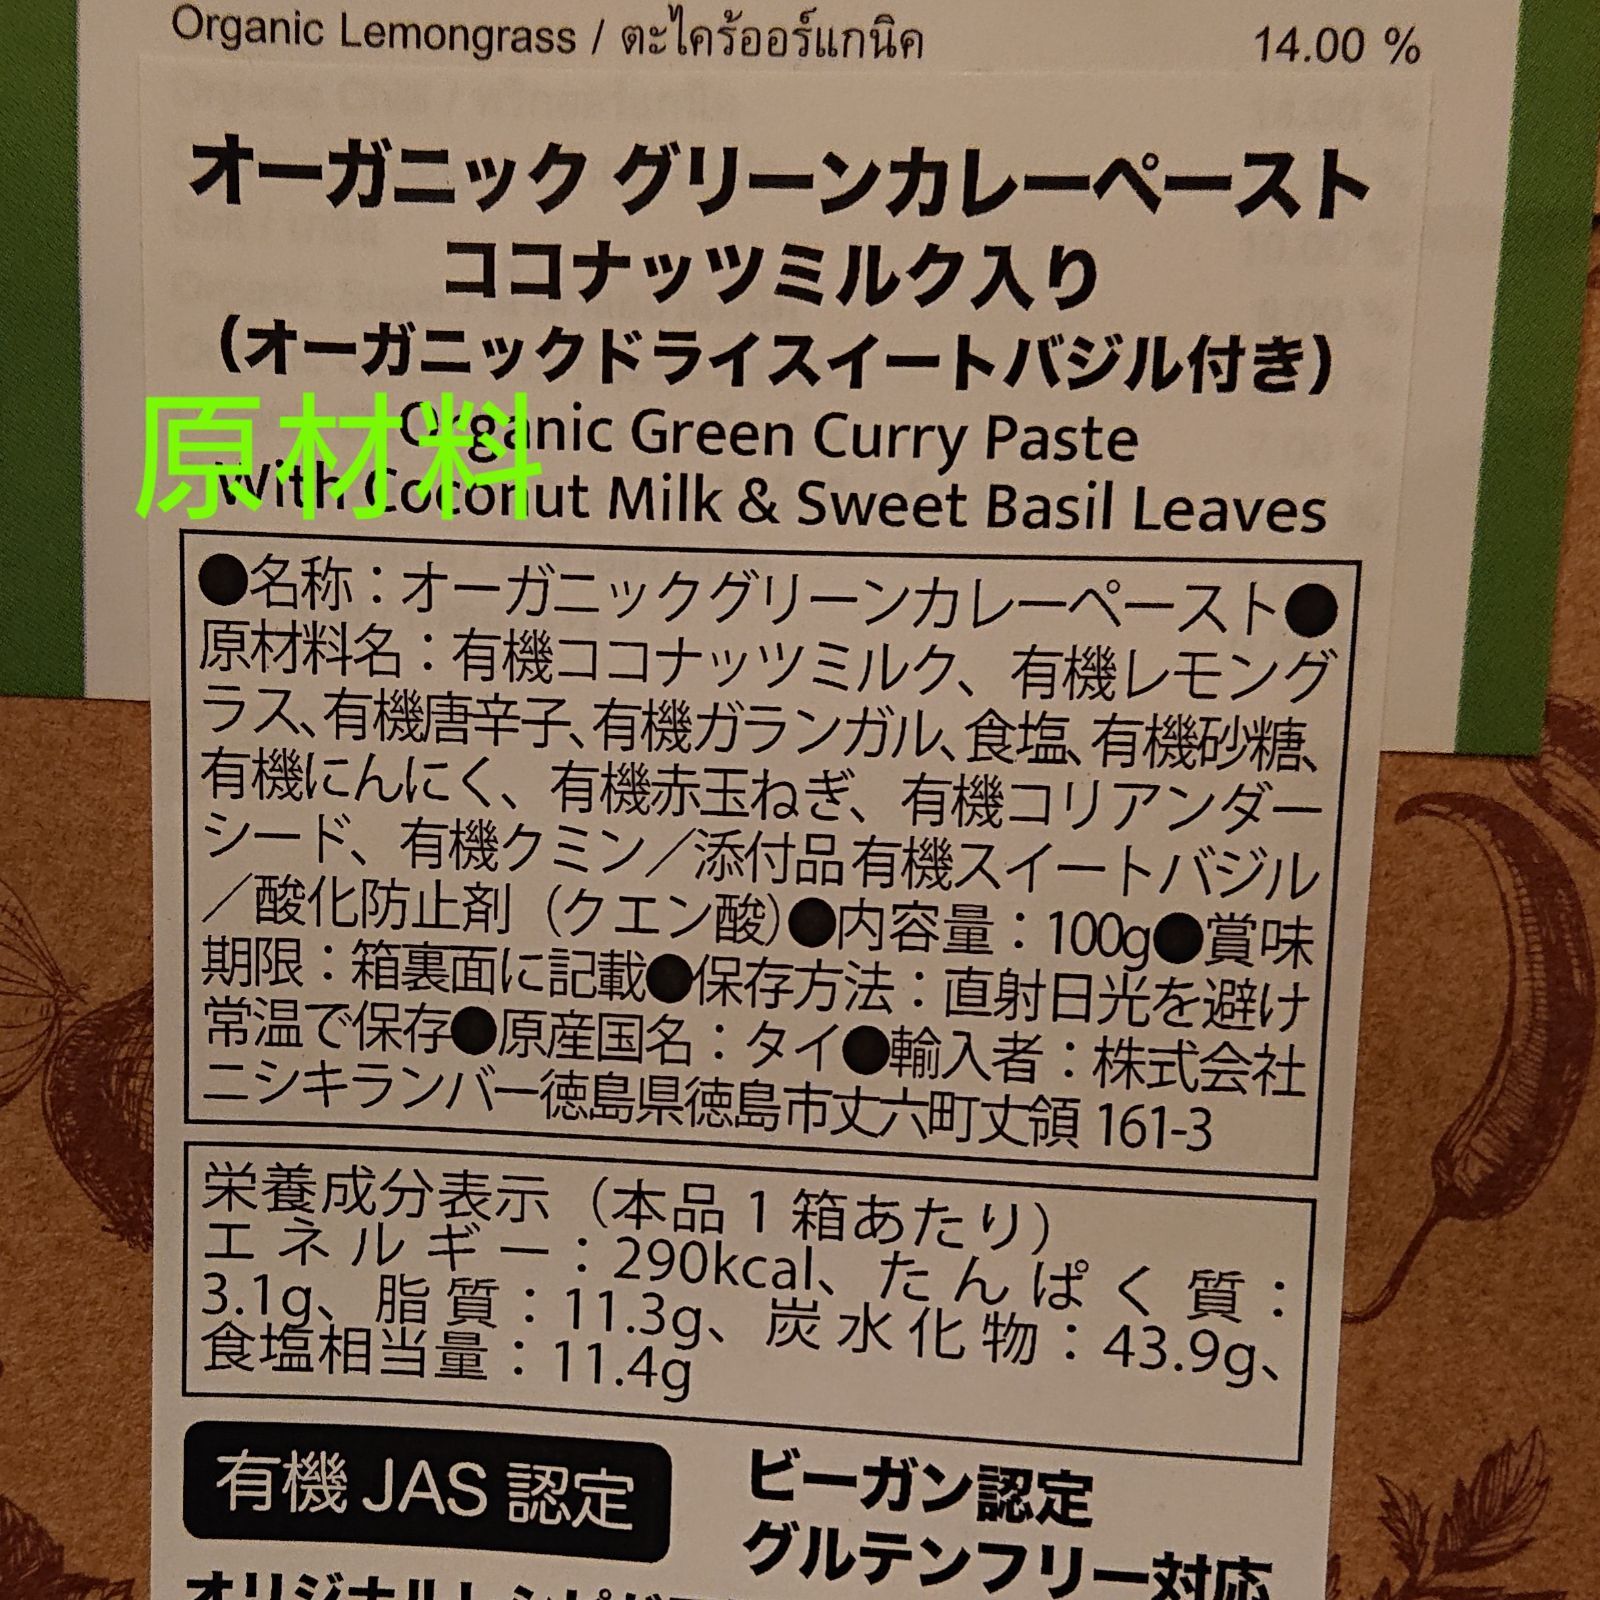 Organic Lemongrass / ตะไคร้ออร์แกนิค 14.00 %
オーガニック グリーンカレーペースト
ココナッツミルク入り
（オーガニックドライスイートバジル付き）
原材料
Organic Green Curry Paste
With Coconut Milk & Sweet Basil Leaves
●名称：オーガニックグリーンカレーペースト●
原材料名：有機ココナッツミルク、有機レモング
ラス、有機唐辛子、有機ガランガル、食塩、有機砂糖、
有機にんにく、有機赤玉ねぎ、有機コリアンダー
シード、有機クミン／添付品 有機スイートバジル
／酸化防止剤（クエン酸）●内容量：100g●賞味
期限：箱裏面に記載●保存方法：直射日光を避け
常温で保存●原産国名：タイ●輸入者：株式会社
ニシキランバー徳島県徳島市丈六町丈領 161-3
栄養成分表示（本品 1 箱あたり）
エネルギー：290kcal、たんぱく質：
3.1g、脂質：11.3g、炭水化物：43.9g、
食塩相当量：11.4g
有機 JAS 認定
ビーガン認定
グルテンフリー対応